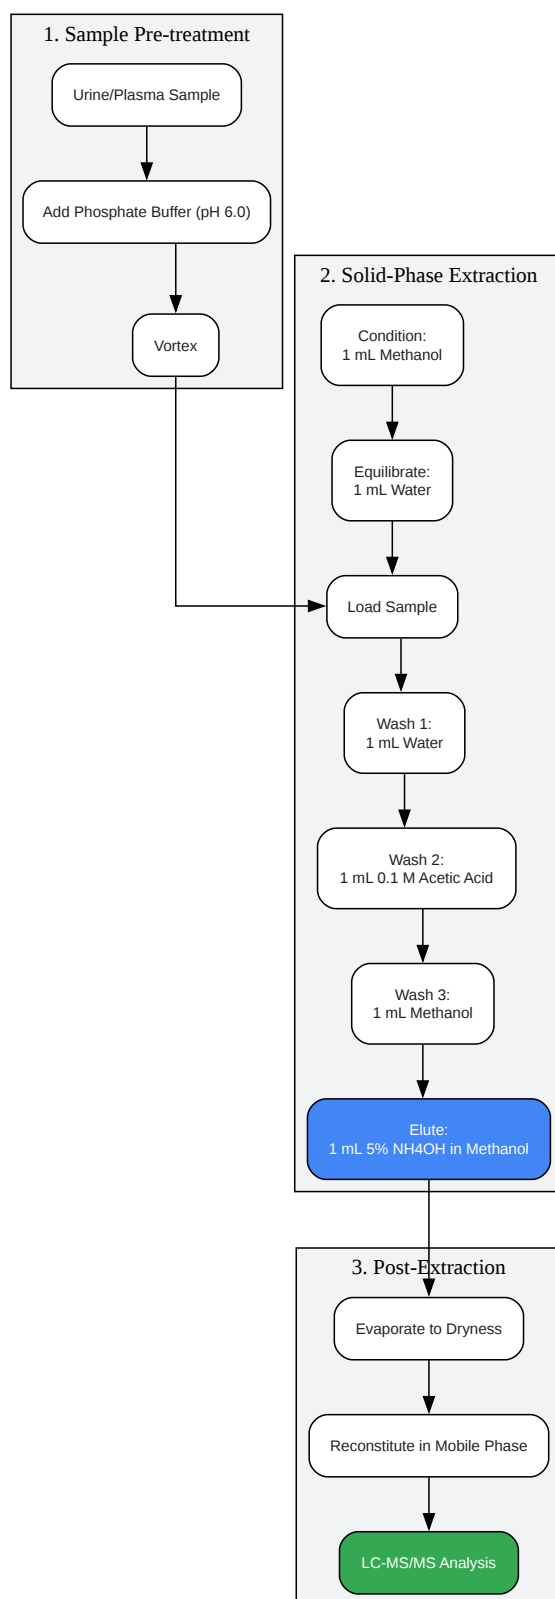 1. Sample Pre-treatment
Urine/Plasma Sample
Add Phosphate Buffer (pH 6.0)
Vortex
2. Solid-Phase Extraction
Condition:
1 mL Methanol
Equilibrate:
1 mL Water
Load Sample
Wash 1:
1 mL Water
Wash 2:
1 mL 0.1 M Acetic Acid
Wash 3:
1 mL Methanol
Elute:
1 mL 5% NH4OH in Methanol
3. Post-Extraction
Evaporate to Dryness
Reconstitute in Mobile Phase
LC-MS/MS Analysis